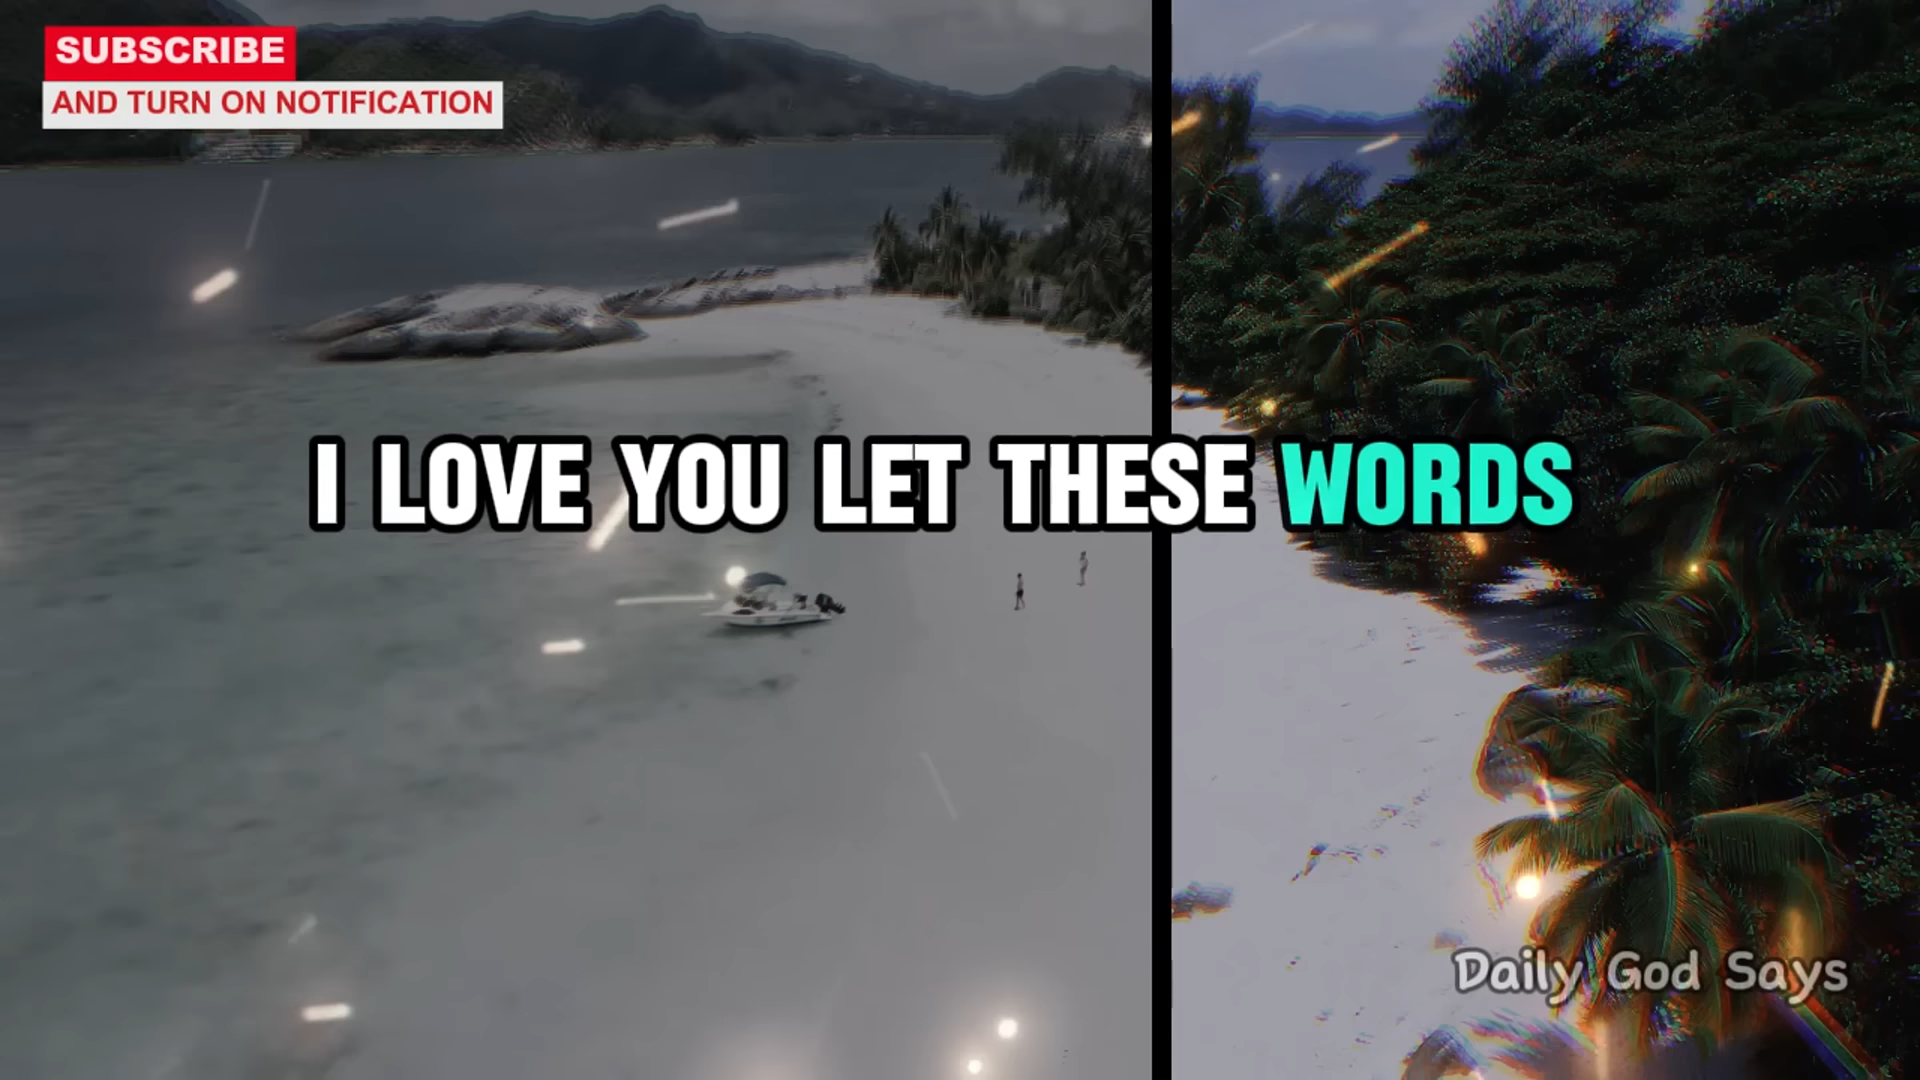 SUBSCRIBE
AND TURN ON NOTIFICATION
I LOVE YOU LET THESE WORDS
Daily God Says